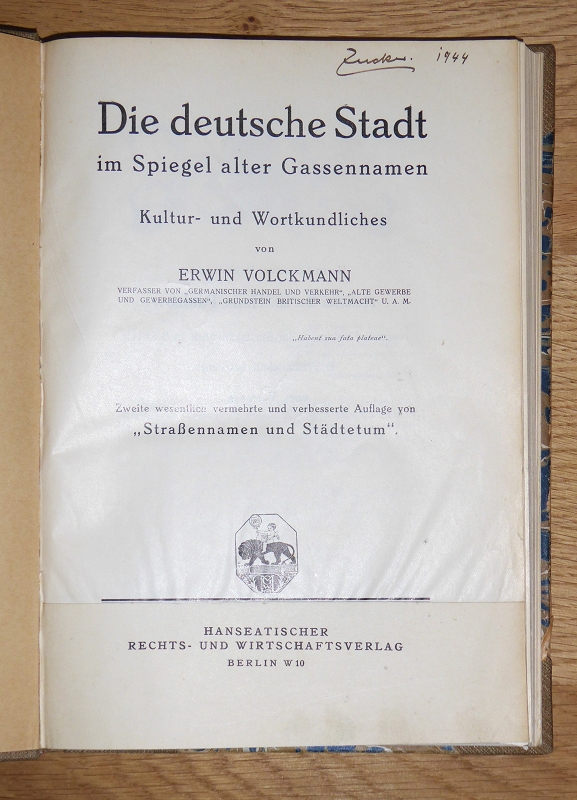 1944
Die deutsche Stadt
im Spiegel alter Gassennamen
Kultur- und Wortkundliches
von
ERWIN VOLCKMANN
VERFASSER VON „GERMANISCHER HANDEL UND VERKEHR“, „ALTE GEWERBE
UND GEWERBEGASSEN“, „GRUNDSTEIN BRITISCHER WELTMACHT“ U. A. M.
„Habent sua fata plateae“.
Zweite wesentlich vermehrte und verbesserte Auflage von
„Straßennamen und Städtetum“.
HANSEATISCHER
RECHTS- UND WIRTSCHAFTSVERLAG
BERLIN W 10